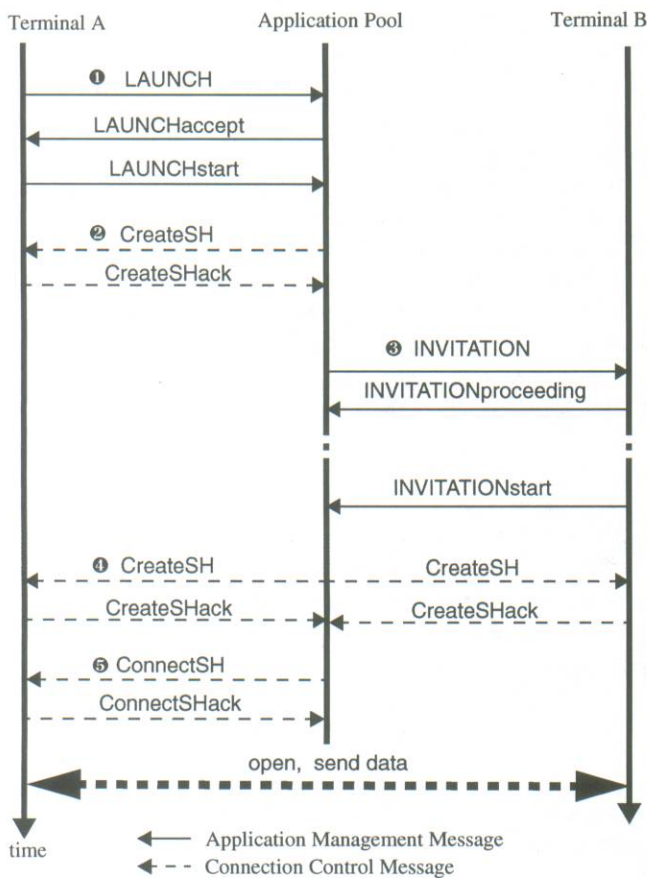 Terminal A Application Pool Terminal B
❶ LAUNCH
LAUNCHaccept
LAUNCHstart
❷ CreateSH
CreateSHack
❸ INVITATION
INVITATIONproceeding
INVITATIONstart
❹ CreateSH CreateSH
CreateSHack CreateSHack
❺ ConnectSH
ConnectSHack
open, send data
time
Application Management Message
Connection Control Message